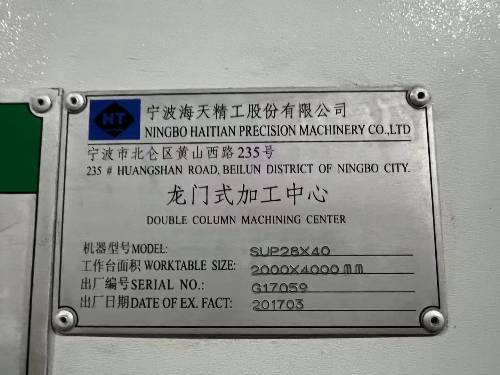 HT
宁波海天精工股份有限公司
NINGBO HAITIAN PRECISION MACHINERY CO.,LTD
宁波市北仑区黄山西路235号
235 # HUANGSHAN ROAD, BEILUN DISTRICT OF NINGBO CITY.
龙门式加工中心
DOUBLE COLUMN MACHINING CENTER
机器型号MODEL: SUP28X40
工作台面积 WORKTABLE SIZE: 2000X4000mm
出厂编号SERIAL NO.: G17059
出厂日期DATE OF EX. FACT: 201703